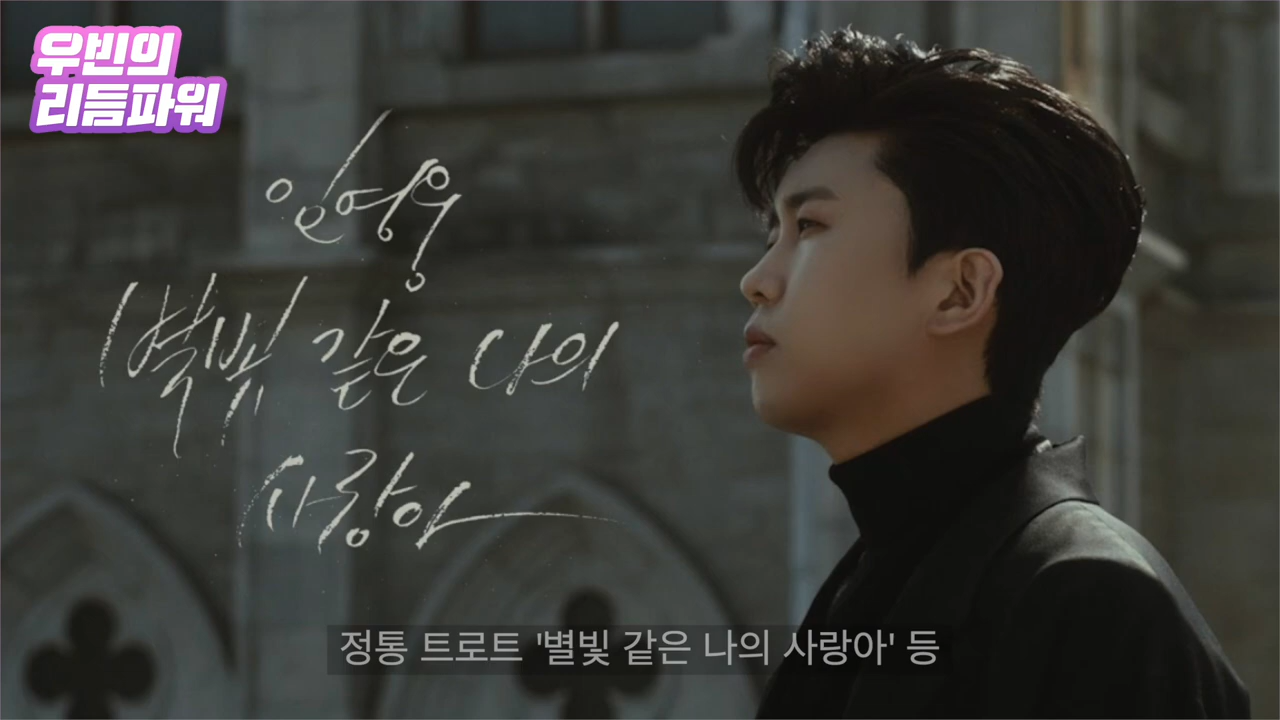 우빈의
리듬파워
임영웅
별빛 같은 나의
사랑아
정통 트로트 '별빛 같은 나의 사랑아' 등